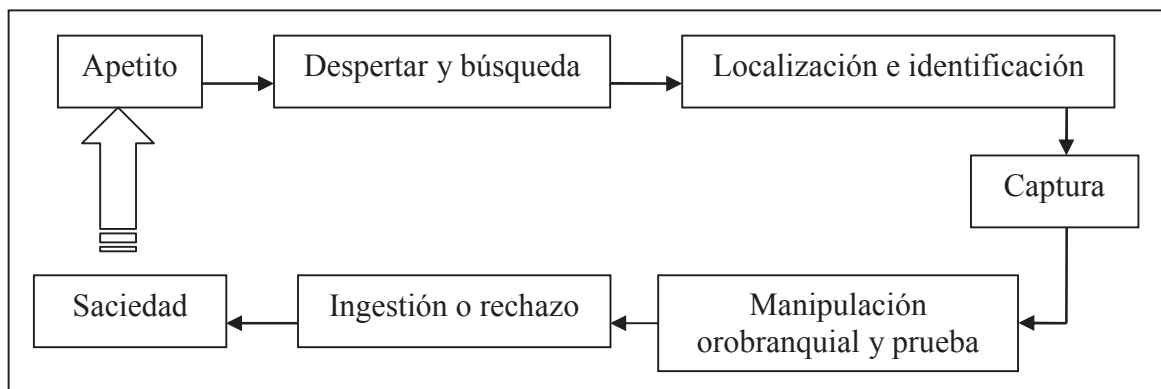 Apetito
Despertar y búsqueda
Localización e identificación
Captura
Manipulación
orobranquial y prueba
Ingestión o rechazo
Saciedad